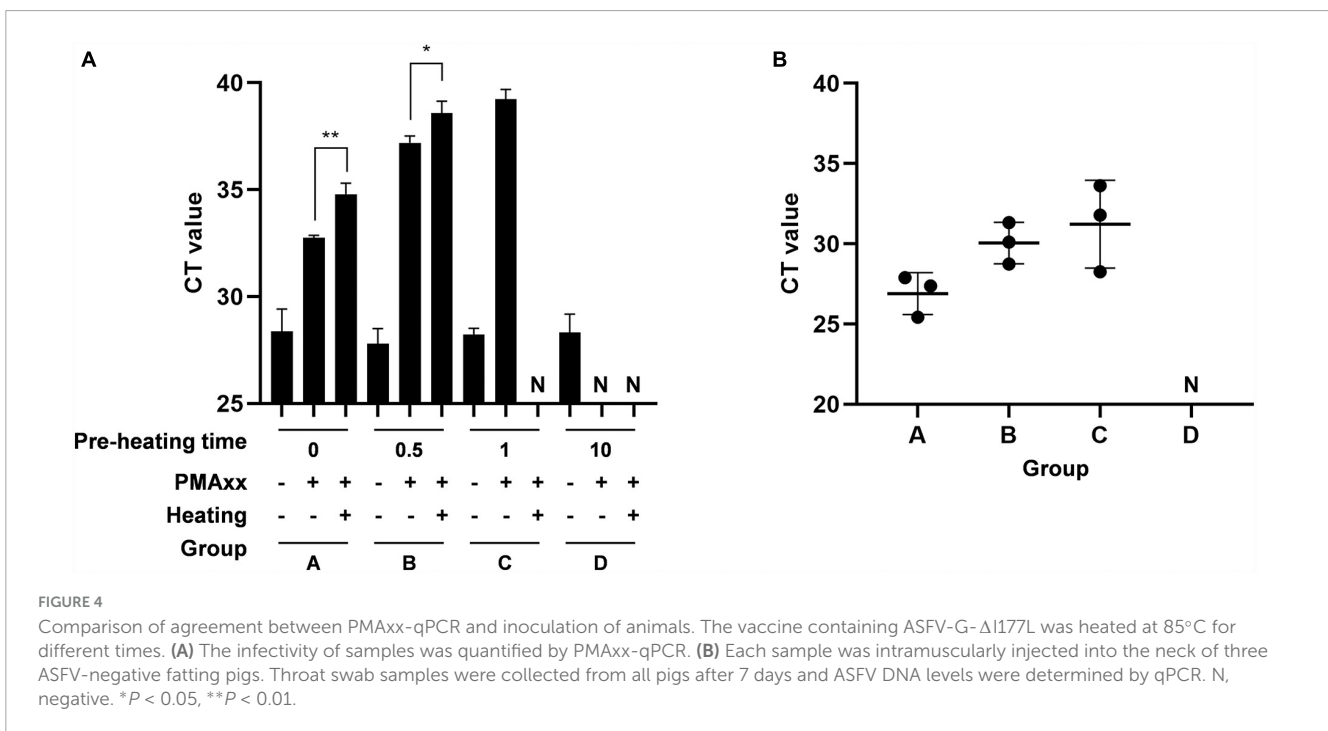 A
B
*
**
40
35
30
25
CT value
N
N
N
Pre-heating time
0
0.5
1
10
PMAxx - + + - + + - + + - + +
Heating - - + - - + - - + - - +
Group
A
B
C
D
40
35
30
25
20
CT value
N
A
B
C
D
Group
FIGURE 4
Comparison of agreement between PMAxx-qPCR and inoculation of animals. The vaccine containing ASFV-G-ΔI177L was heated at 85°C for
different times. (A) The infectivity of samples was quantified by PMAxx-qPCR. (B) Each sample was intramuscularly injected into the neck of three
ASFV-negative fatting pigs. Throat swab samples were collected from all pigs after 7 days and ASFV DNA levels were determined by qPCR. N,
negative. *P < 0.05, **P < 0.01.